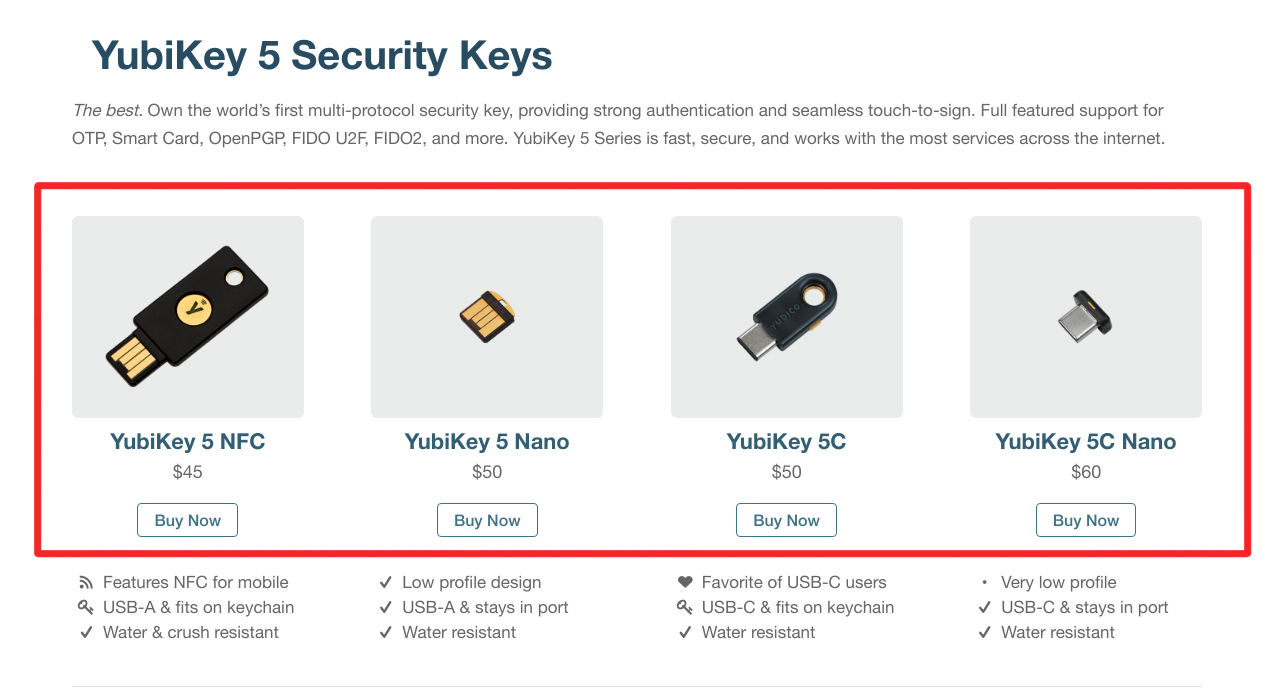 YubiKey 5 Security Keys
The best. Own the world’s first multi-protocol security key, providing strong authentication and seamless touch-to-sign. Full featured support for
OTP, Smart Card, OpenPGP, FIDO U2F, FIDO2, and more. YubiKey 5 Series is fast, secure, and works with the most services across the internet.
yubico
YubiKey 5 NFC
$45
Buy Now
Features NFC for mobile
USB-A & fits on keychain
Water & crush resistant
YubiKey 5 Nano
$50
Buy Now
Low profile design
USB-A & stays in port
Water resistant
YubiKey 5C
$50
Buy Now
Favorite of USB-C users
USB-C & fits on keychain
Water resistant
YubiKey 5C Nano
$60
Buy Now
Very low profile
USB-C & stays in port
Water resistant